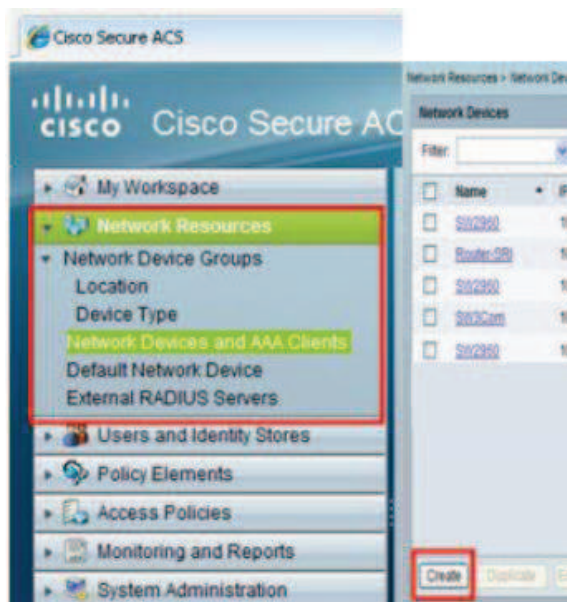 Cisco Secure ACS
CISCO Cisco Secure AC
My Workspace
Network Resources
Network Device Groups
Location
Device Type
Network Devices and AAA Clients
Default Network Device
External RADIUS Servers
Users and Identity Stores
Policy Elements
Access Policies
Monitoring and Reports
System Administration
Network Resources > Network Dev
Network Devices
Filter:
Name
SW2960
Router-SRI
SW2960
SW3Com
SW2960
Create Duplicate